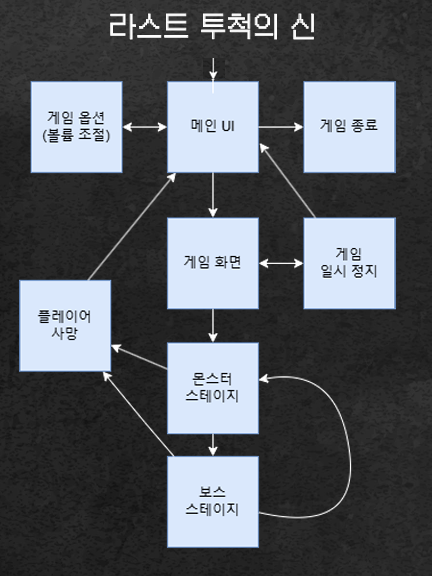 라스트 투척의 신
게임 옵션
(볼륨 조절)
메인 UI
게임 종료
게임 화면
게임
일시 정지
플레이어
사망
몬스터
스테이지
보스
스테이지